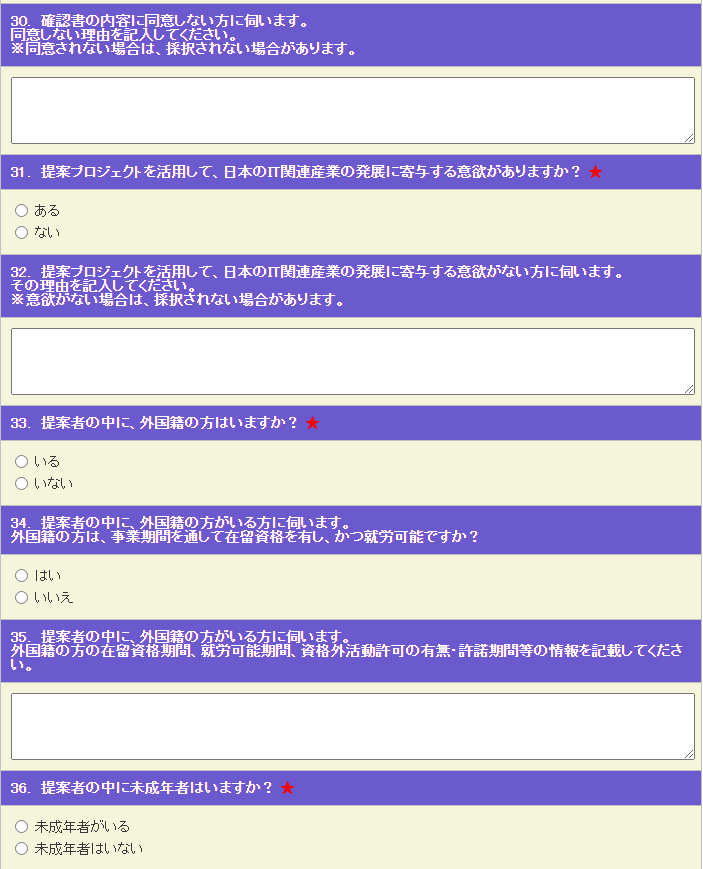 30. 確認書の内容に同意しない方に伺います。
同意しない理由を記入してください。
※同意されない場合は、採択されない場合があります。
31. 提案プロジェクトを活用して、日本のIT関連産業の発展に寄与する意欲がありますか？ ★
ある
ない
32. 提案プロジェクトを活用して、日本のIT関連産業の発展に寄与する意欲がない方に伺います。
その理由を記入してください。
※意欲がない場合は、採択されない場合があります。
33. 提案者の中に、外国籍の方はいますか？ ★
いる
いない
34. 提案者の中に、外国籍の方がいる方に伺います。
外国籍の方は、事業期間を通して在留資格を有し、かつ就労可能ですか？
はい
いいえ
35. 提案者の中に、外国籍の方がいる方に伺います。
外国籍の方の在留資格期間、就労可能期間、資格外活動許可の有無・許諾期間等の情報を記載してくださ
い。
36. 提案者の中に未成年者はいますか？ ★
未成年者がいる
未成年者はいない